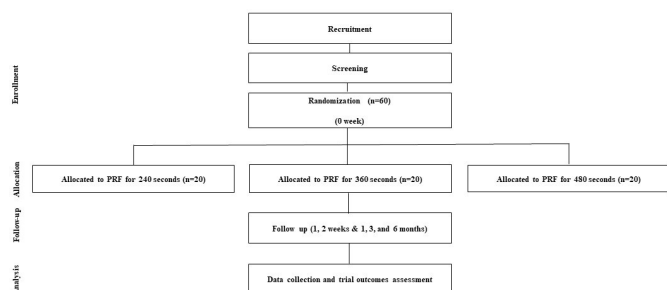 Recruitment
Enrollment
Screening
Randomization (n=60)
(0 week)
Allocation
Allocated to PRF for 240 seconds (n=20)
Allocated to PRF for 360 seconds (n=20)
Allocated to PRF for 480 seconds (n=20)
Follow-up
Follow up (1, 2 weeks & 1, 3, and 6 months)
Data collection and trial outcomes assessment